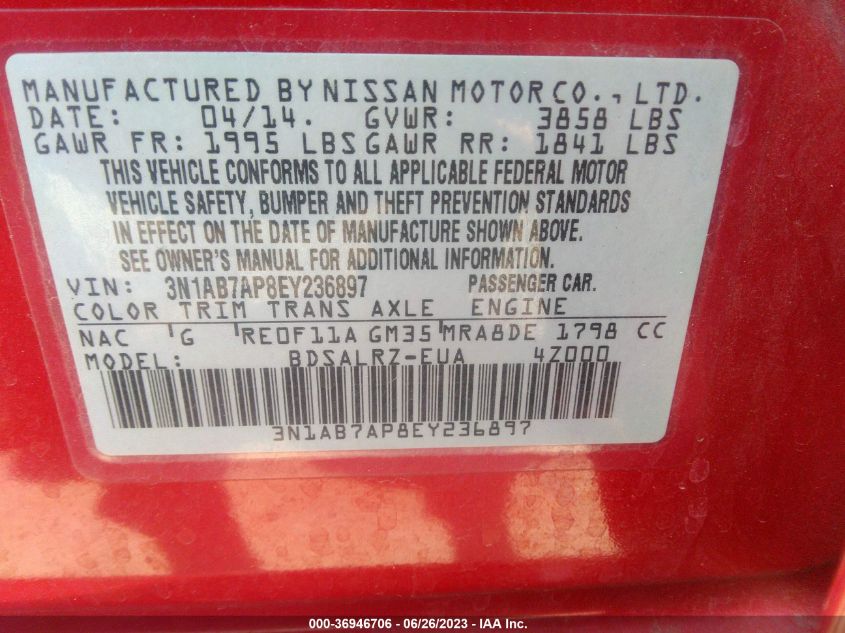 MANUFACTURED BY NISSAN MOTOR CO., LTD.
DATE: 04/14. GVWR: 3858 LBS
GAWR FR: 1995 LBS GAWR RR: 1841 LBS
THIS VEHICLE CONFORMS TO ALL APPLICABLE FEDERAL MOTOR
VEHICLE SAFETY, BUMPER AND THEFT PREVENTION STANDARDS
IN EFFECT ON THE DATE OF MANUFACTURE SHOWN ABOVE.
SEE OWNER'S MANUAL FOR ADDITIONAL INFORMATION.
VIN: 3N1AB7AP8EY236897 PASSENGER CAR.
COLOR TRIM TRANS AXLE ENGINE
NAC G RE0F11A GM35 MRA8DE 1798 CC
MODEL: BDSALRZ-EUA 4Z000
3N1AB7AP8EY236897
000-36946706 - 06/26/2023 - IAA Inc.